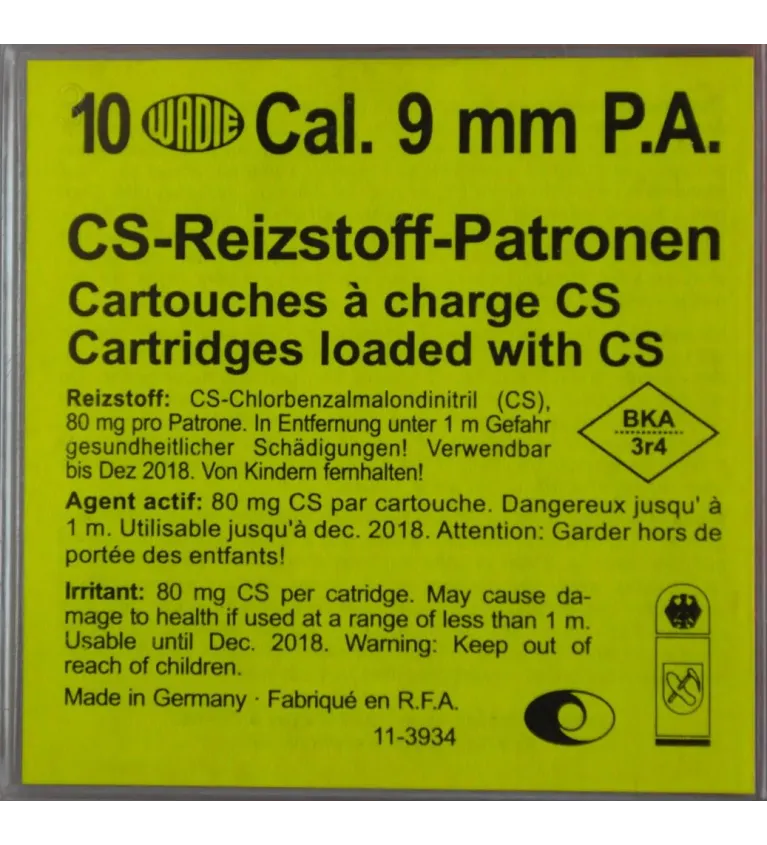 10 WADIE Cal. 9 mm P.A.
CS-Reizstoff-Patronen
Cartouches à charge CS
Cartridges loaded with CS
Reizstoff: CS-Chlorbenzalmalondinitril (CS),
80 mg pro Patrone. In Entfernung unter 1 m Gefahr
gesundheitlicher Schädigungen! Verwendbar
bis Dez 2018. Von Kindern fernhalten!
BKA
3r4
Agent actif: 80 mg CS par cartouche. Dangereux jusqu' à
1 m. Utilisable jusqu'à dec. 2018. Attention: Garder hors de
portée des entfants!
Irritant: 80 mg CS per catridge. May cause da-
mage to health if used at a range of less than 1 m.
Usable until Dec. 2018. Warning: Keep out of
reach of children.
Made in Germany · Fabriqué en R.F.A.
11-3934